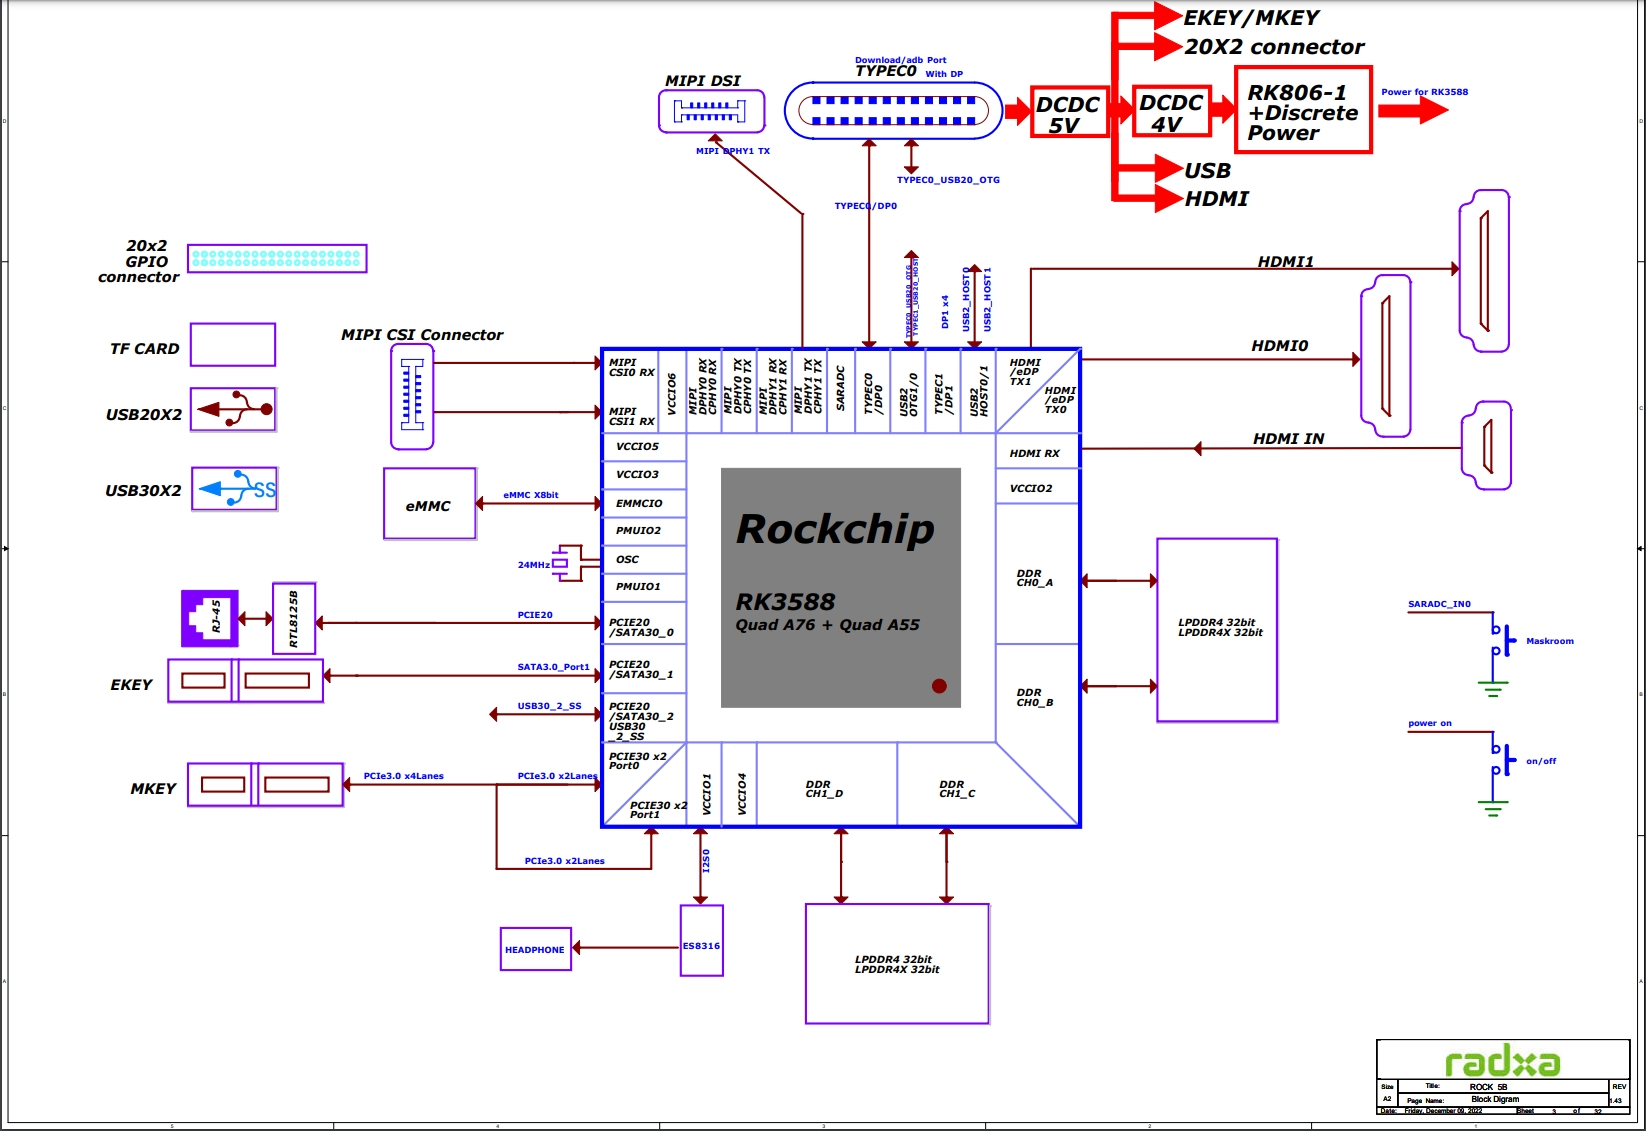 EKEY/MKEY
20X2 connector
Download/adb Port
TYPEC0 With DP
MIPI DSI
DCDC
5V
DCDC
4V
RK806-1
+Discrete
Power
Power for RK3588
MIPI DPHY1 TX
USB
TYPEC0_USB20_OTG
HDMI
TYPEC0/DP0
20x2
GPIO
connector
HDMI1
TYPEC0_USB20_OTG
TYPEC1_USB20_HOST
DP1 x4
USB2_HOST0
USB2_HOST1
MIPI CSI Connector
TF CARD
HDMI0
MIPI
CSI0 RX
VCCIO6
MIPI
DPHY0 RX
CPHY0 RX
MIPI
DPHY0 TX
CPHY0 TX
MIPI
DPHY1 RX
CPHY1 RX
MIPI
DPHY1 TX
CPHY1 TX
SARADC
TYPEC0
/DP0
USB2
OTG1/0
TYPEC1
/DP1
USB2
HOST0/1
HDMI
/eDP
TX1
HDMI
/eDP
TX0
USB20X2
MIPI
CSI1 RX
HDMI IN
VCCIO5
HDMI RX
VCCIO3
VCCIO2
USB30X2
SS
eMMC
eMMC X8bit
EMMCIO
PMUIO2
Rockchip
24MHz
OSC
PMUIO1
DDR
CH0_A
RK3588
Quad A76 + Quad A55
RJ-45
RTL8125B
PCIE20
PCIE20
/SATA30_0
LPDDR4 32bit
LPDDR4X 32bit
SARADC_IN0
Maskroom
EKEY
SATA3.0_Port1
PCIE20
/SATA30_1
USB30_2_SS
PCIE20
/SATA30_2
USB30
_2_SS
DDR
CH0_B
power on
on/off
MKEY
PCIe3.0 x4Lanes
PCIe3.0 x2Lanes
PCIE30 x2
Port0
PCIE30 x2
Port1
VCCIO1
VCCIO4
DDR
CH1_D
DDR
CH1_C
PCIe3.0 x2Lanes
I2S0
HEADPHONE
ES8316
LPDDR4 32bit
LPDDR4X 32bit
radxa
Size
A2
Title:
ROCK 5B
REV
1.43
Page Name:
Block Digram
Date: Friday, December 09, 2022 Sheet 3 of 32
5 4 3 2 1
D
C
B
A
D
C
B
A